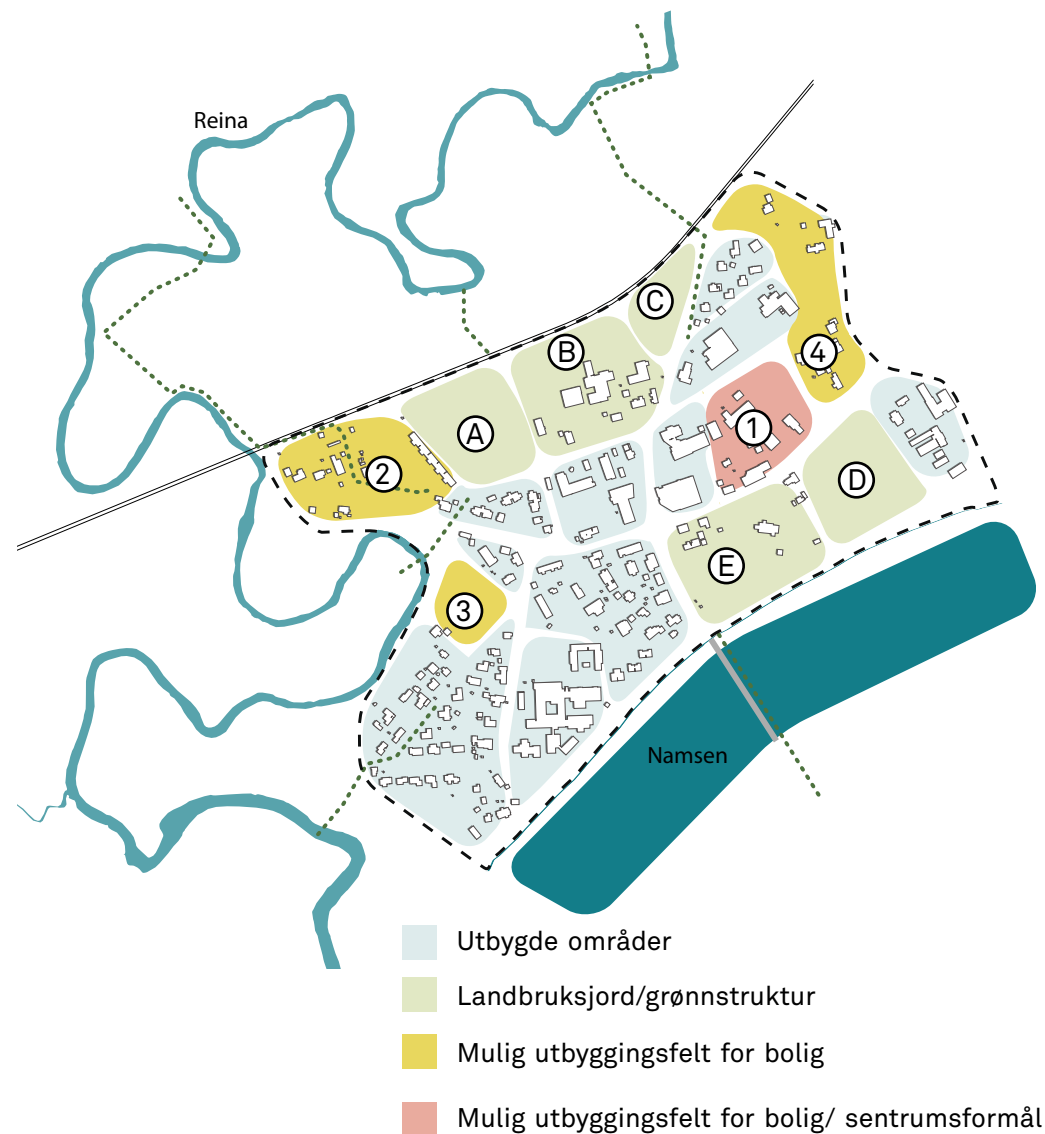 Reina
C
B
4
A
1
2
D
E
3
Namsen
Utbygde områder
Landbruksjord/grønnstruktur
Mulig utbyggingsfelt for bolig
Mulig utbyggingsfelt for bolig/ sentrumsformål